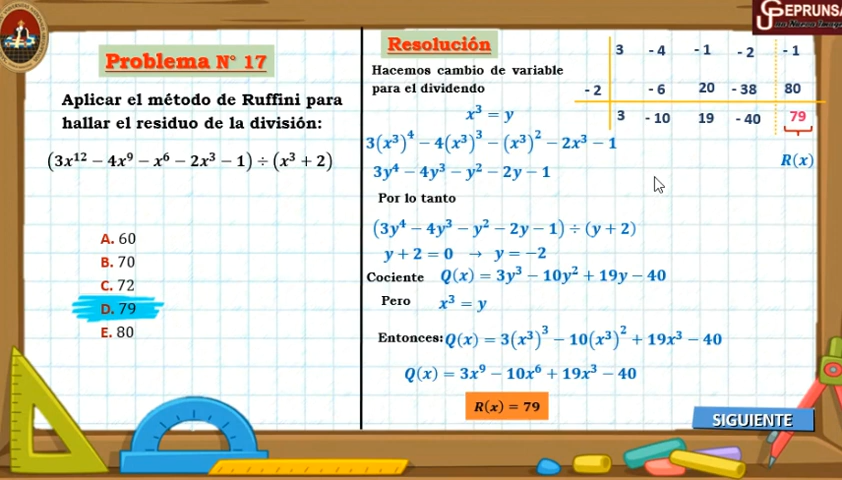 EPRUNSA
Problema N° 17
Aplicar el método de Ruffini para
hallar el residuo de la división:
(3x¹² − 4x⁹ − x⁶ − 2x³ − 1) ÷ (x³ + 2)
A. 60
B. 70
C. 72
D. 79
E. 80
Resolución
Hacemos cambio de variable
para el dividendo
x³ = y
3(x³)⁴ − 4(x³)³ − (x³)² − 2x³ − 1
3y⁴ − 4y³ − y² − 2y − 1
Por lo tanto
(3y⁴ − 4y³ − y² − 2y − 1) ÷ (y + 2)
y + 2 = 0 → y = −2
Cociente Q(x) = 3y³ − 10y² + 19y − 40
Pero x³ = y
Entonces: Q(x) = 3(x³)³ − 10(x³)² + 19x³ − 40
Q(x) = 3x⁹ − 10x⁶ + 19x³ − 40
R(x) = 79
3 - 4 - 1 - 2 - 1
- 2 - 6 20 - 38 80
3 - 10 19 - 40 79
R(x)
SIGUIENTE